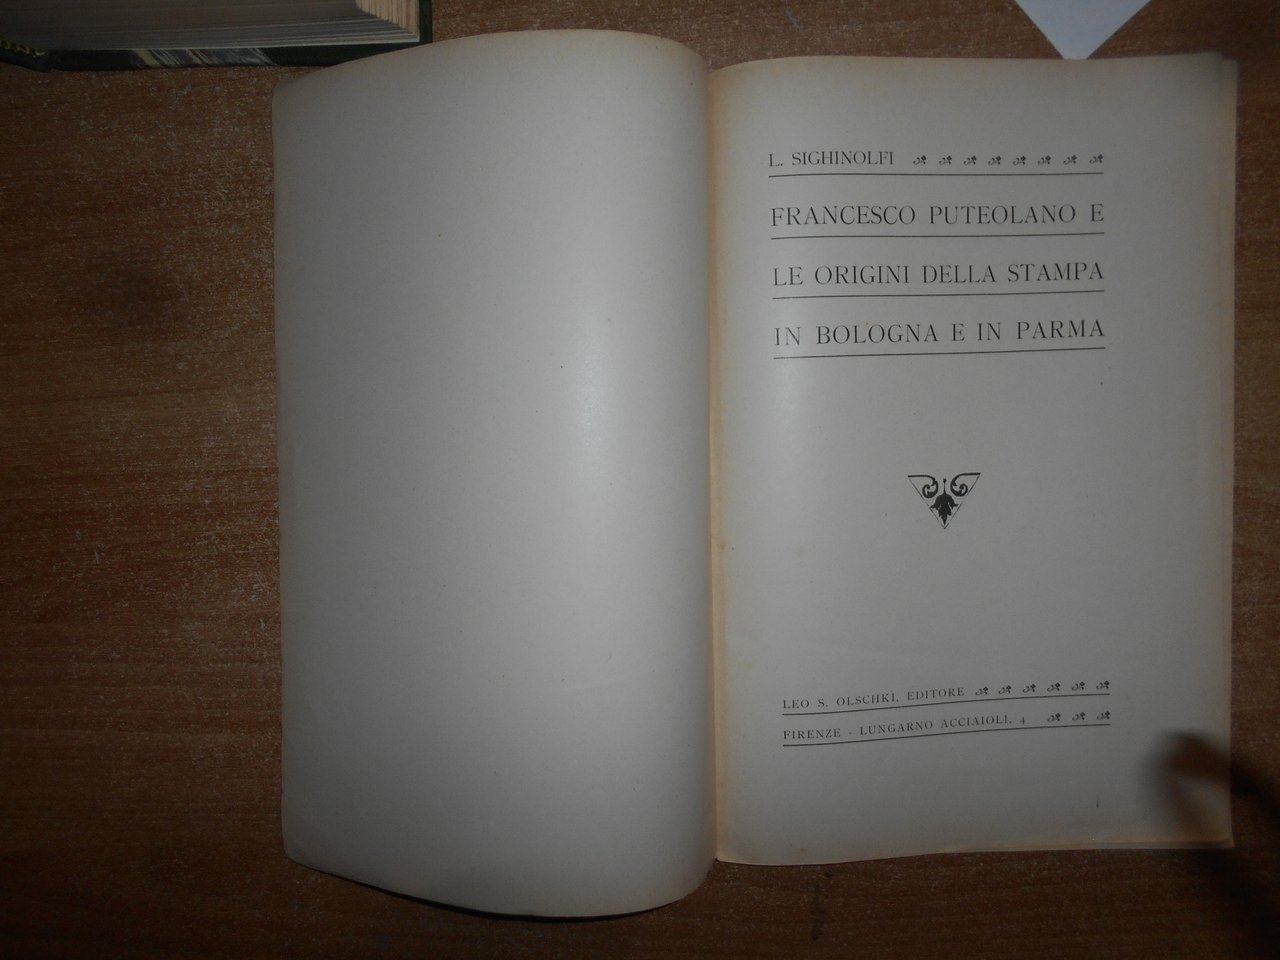 L. SIGHINOLFI
FRANCESCO PUTEOLANO E
LE ORIGINI DELLA STAMPA
IN BOLOGNA E IN PARMA
LEO S. OLSCHKI, EDITORE
FIRENZE - LUNGARNO ACCIAIOLI, 4